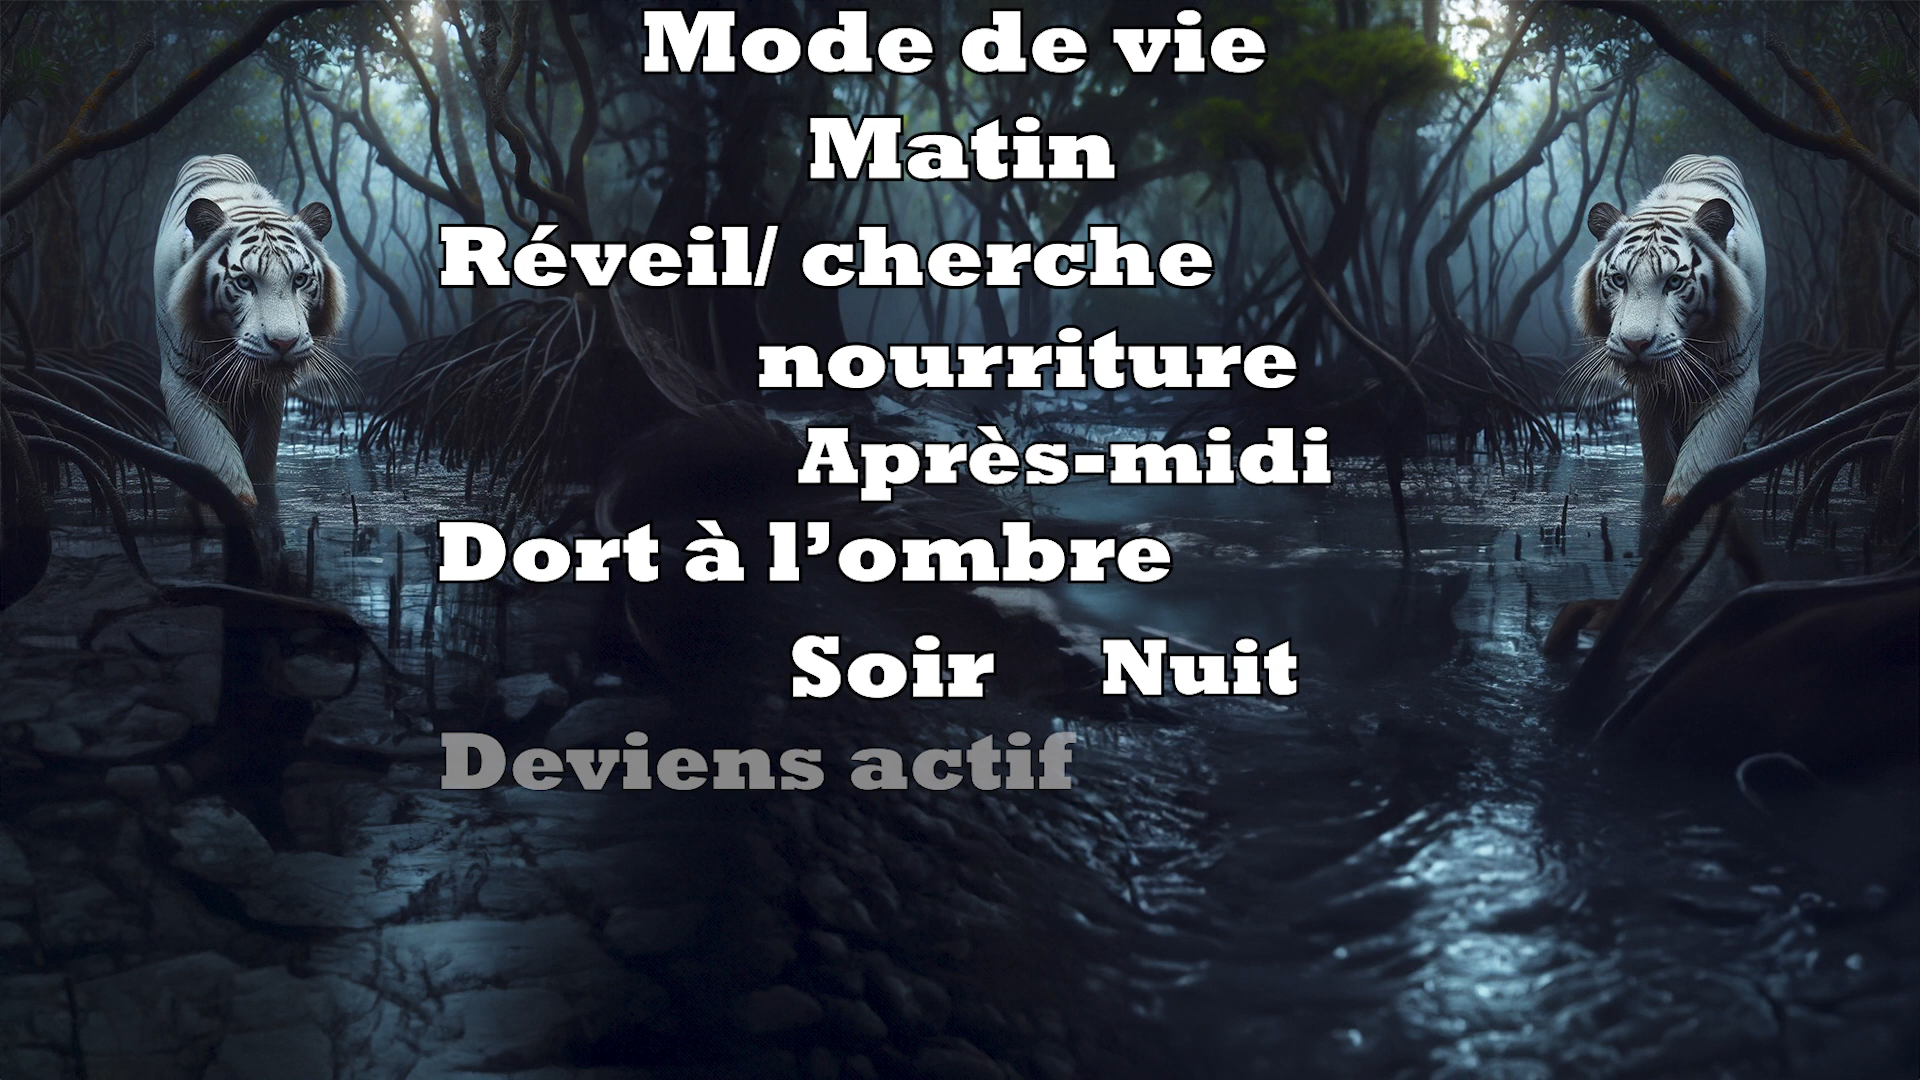 Mode de vie
Matin
Réveil/ cherche
nourriture
Après-midi
Dort à l’ombre
Soir Nuit
Deviens actif